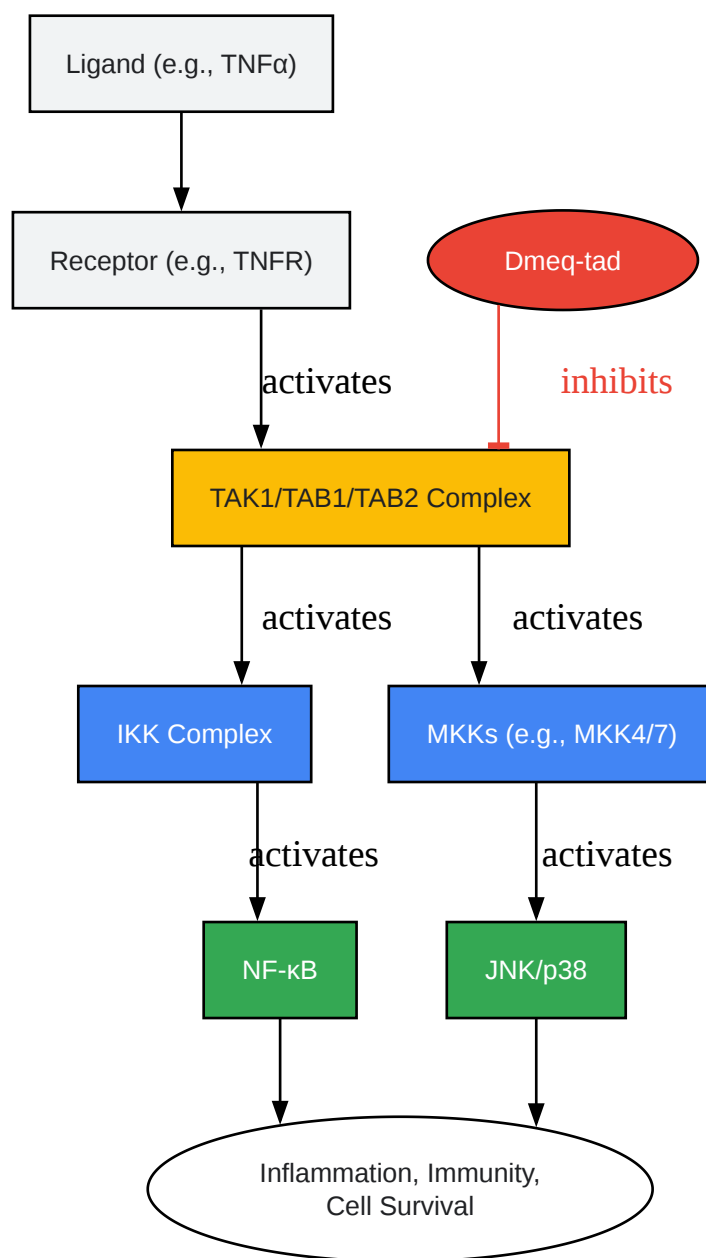 Ligand (e.g., TNFα)
Receptor (e.g., TNFR)
Dmeq-tad
activates
inhibits
TAK1/TAB1/TAB2 Complex
activates
activates
IKK Complex
MKKs (e.g., MKK4/7)
activates
activates
NF-κB
JNK/p38
Inflammation, Immunity,
Cell Survival